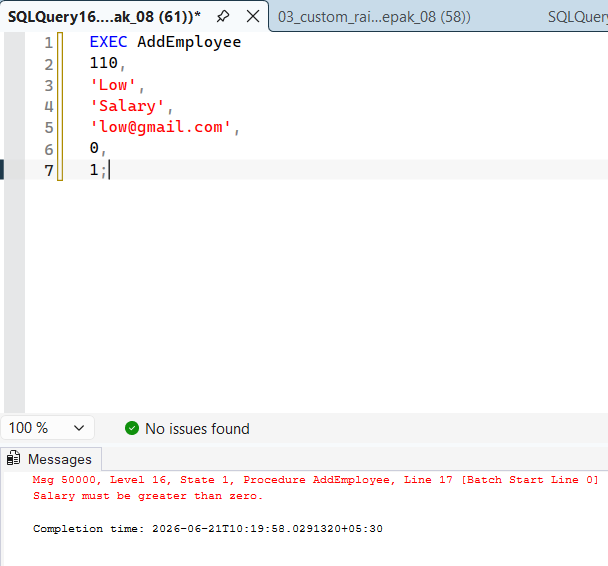 SQLQuery16....ak_08 (61))* 03_custom_rai...epak_08 (58)) SQLQuery
1 EXEC AddEmployee
2 110,
3 'Low',
4 'Salary',
5 'low@gmail.com',
6 0,
7 1;
100 % No issues found
Messages
Msg 50000, Level 16, State 1, Procedure AddEmployee, Line 17 [Batch Start Line 0]
Salary must be greater than zero.
Completion time: 2026-06-21T10:19:58.0291320+05:30